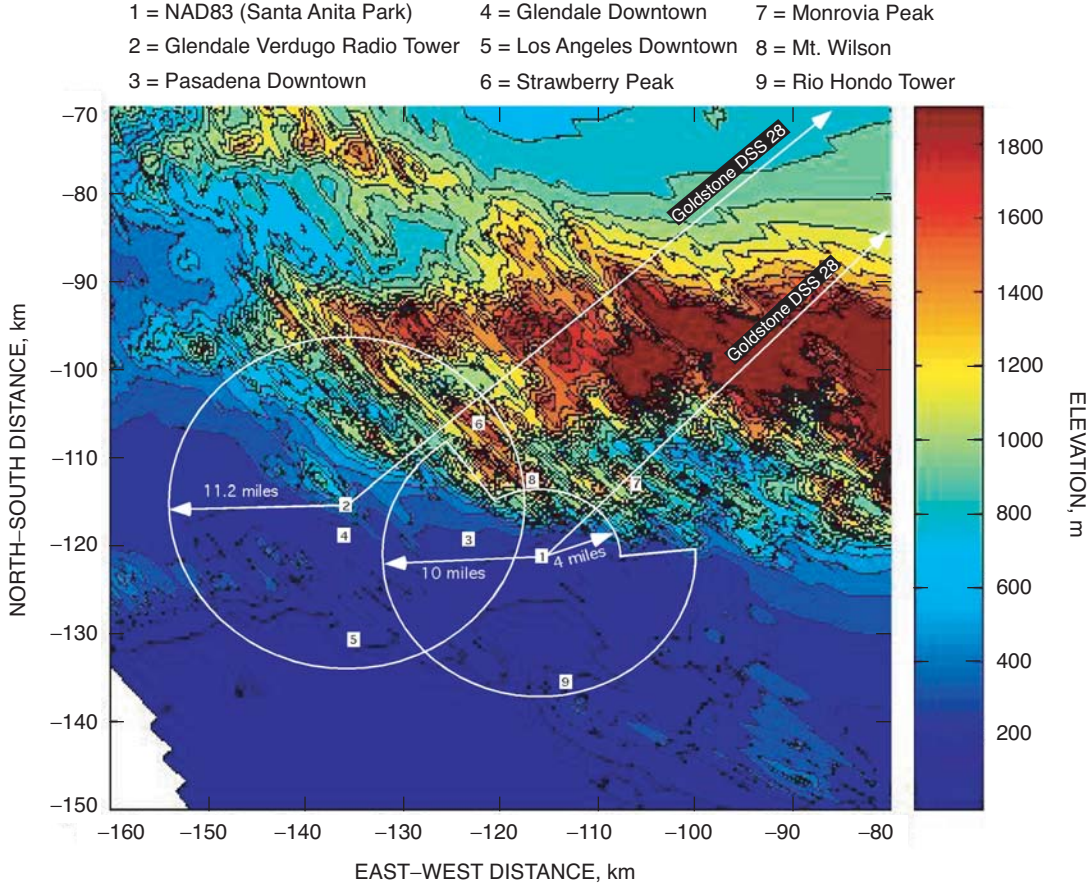 1 = NAD83 (Santa Anita Park)
4 = Glendale Downtown
7 = Monrovia Peak
2 = Glendale Verdugo Radio Tower
5 = Los Angeles Downtown
8 = Mt. Wilson
3 = Pasadena Downtown
6 = Strawberry Peak
9 = Rio Hondo Tower
−70
−80
−90
−100
−110
−120
−130
−140
−150
NORTH–SOUTH DISTANCE, km
Goldstone DSS 28
Goldstone DSS 28
6
8
7
11.2 miles
2
4
3
1
4 miles
10 miles
5
9
1800
1600
1400
1200
1000
800
600
400
200
ELEVATION, m
−160
−150
−140
−130
−120
−110
−100
−90
−80
EAST–WEST DISTANCE, km